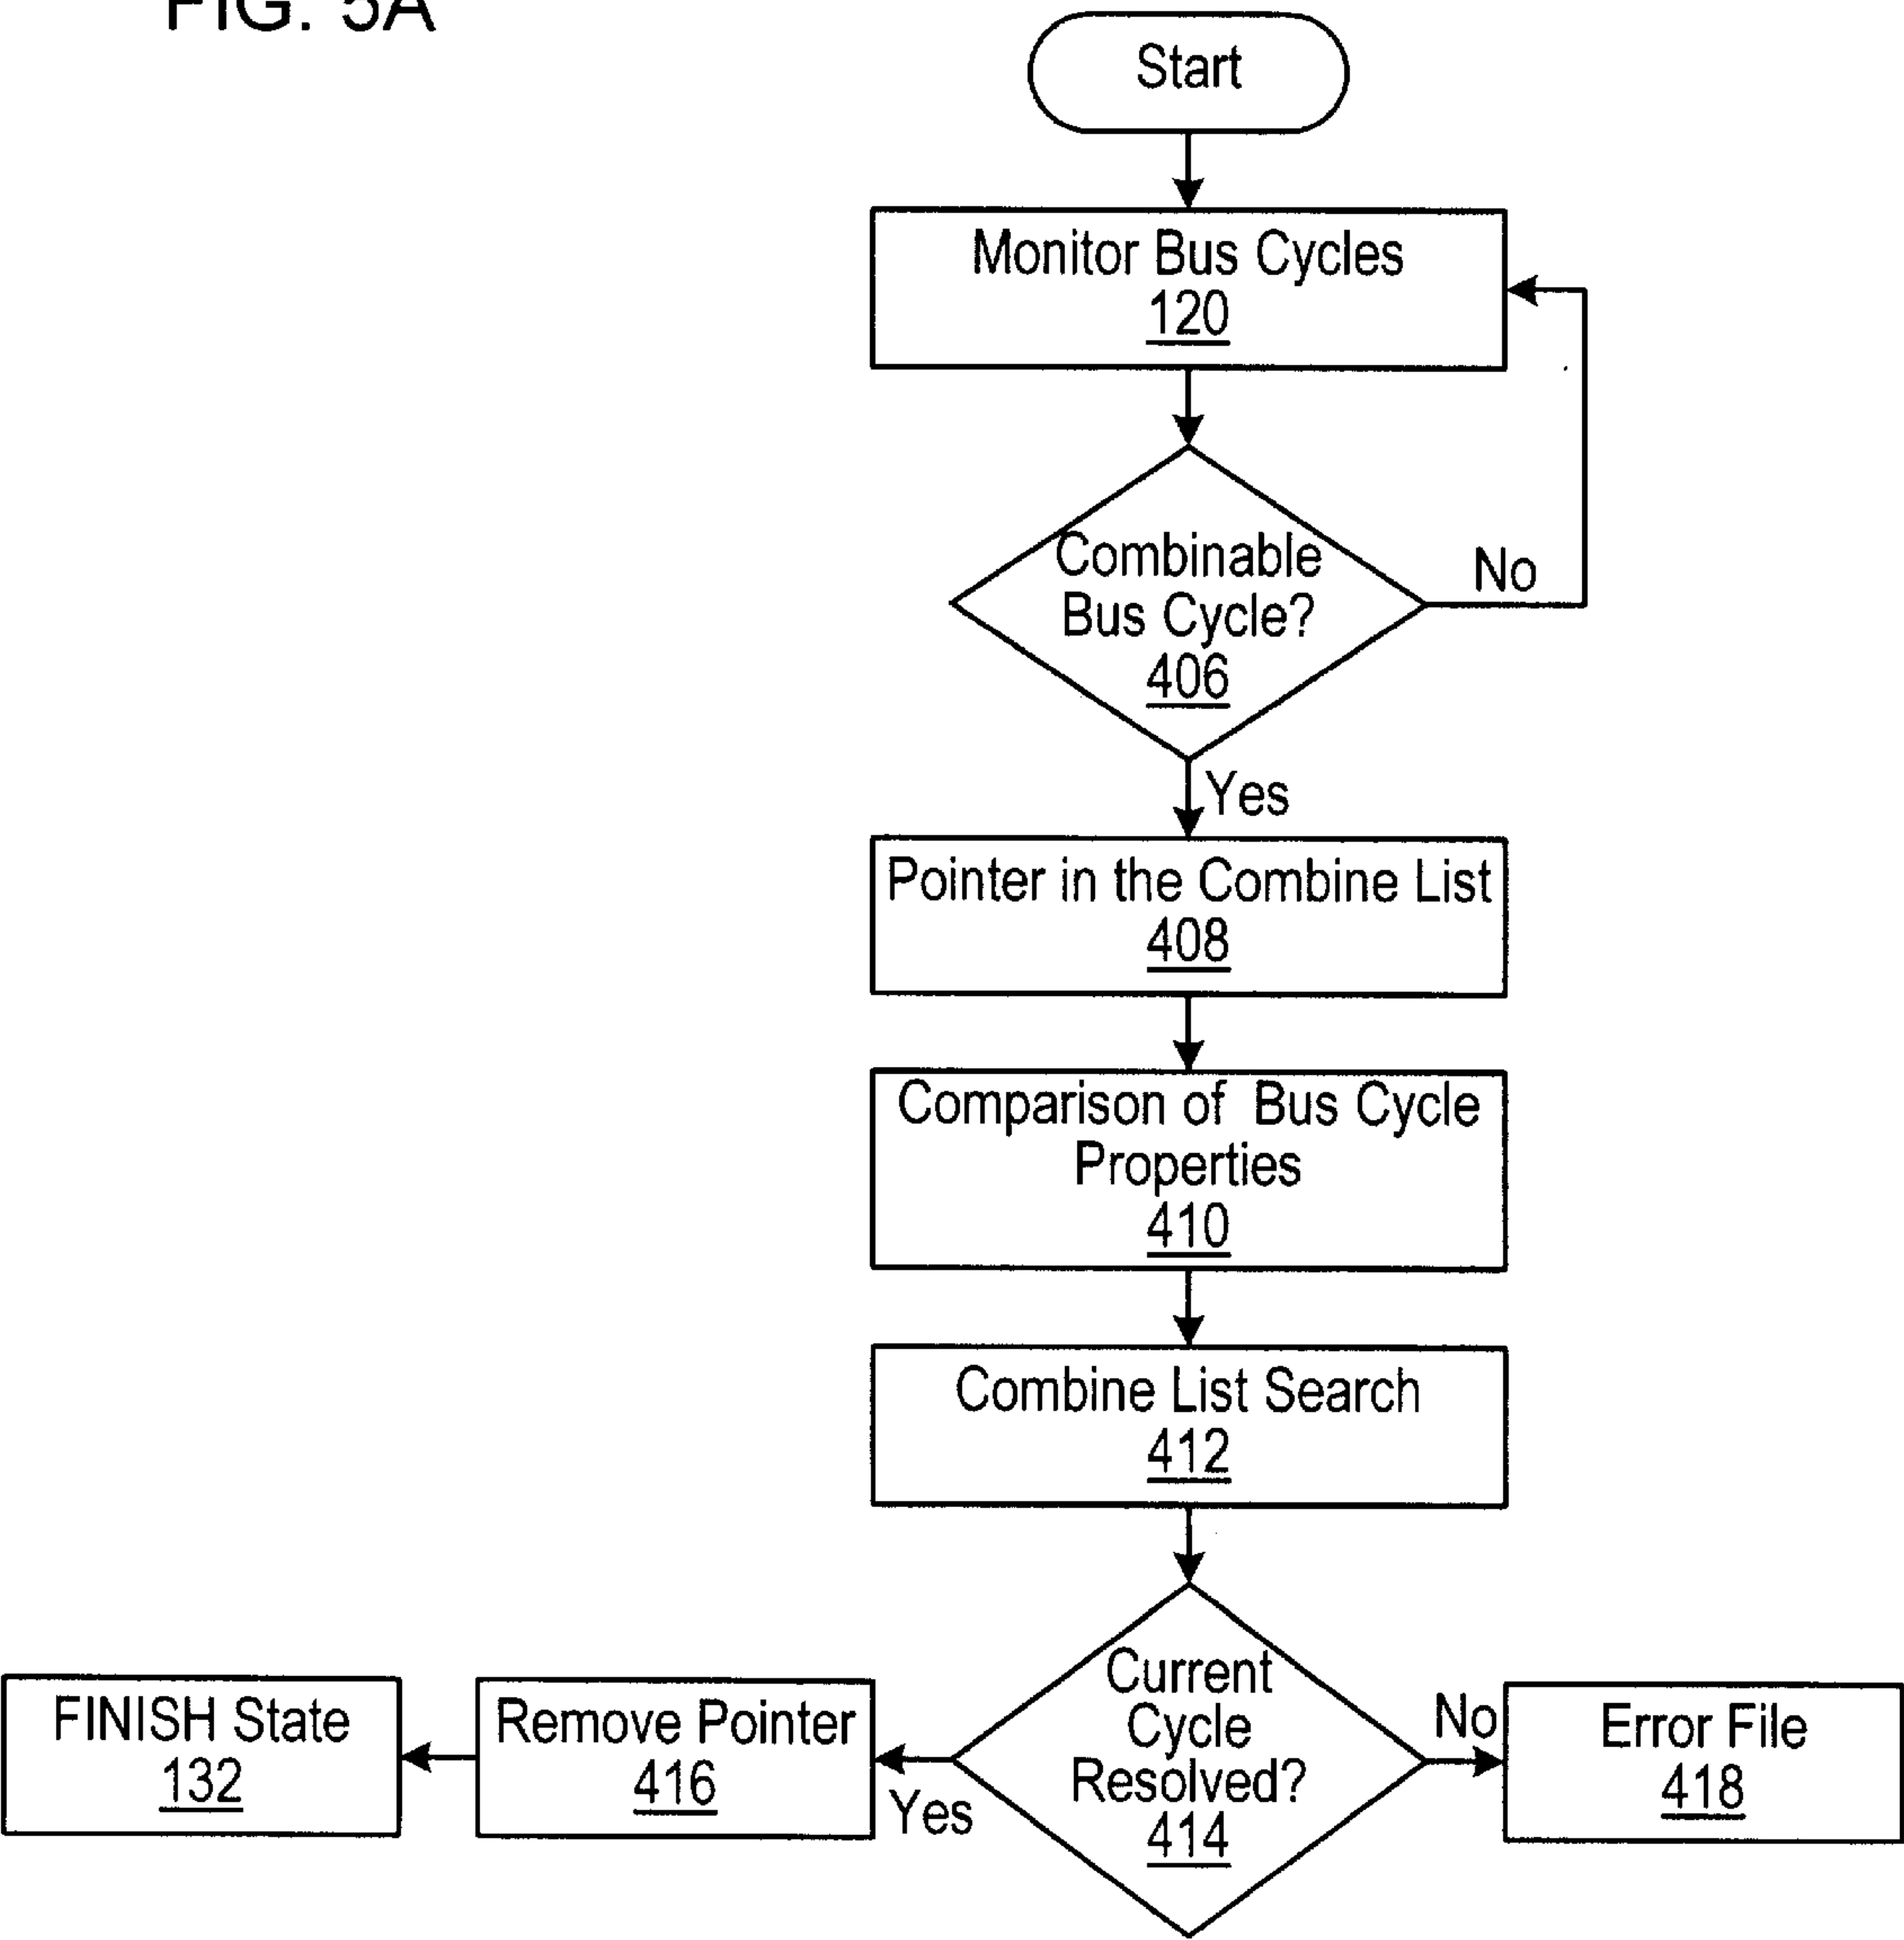 FIG. 5A
Start
Monitor Bus Cycles
120
Combinable
Bus Cycle?
406
No
Yes
Pointer in the Combine List
408
Comparison of Bus Cycle
Properties
410
Combine List Search
412
Current
Cycle
Resolved?
414
Yes
No
Remove Pointer
416
FINISH State
132
Error File
418